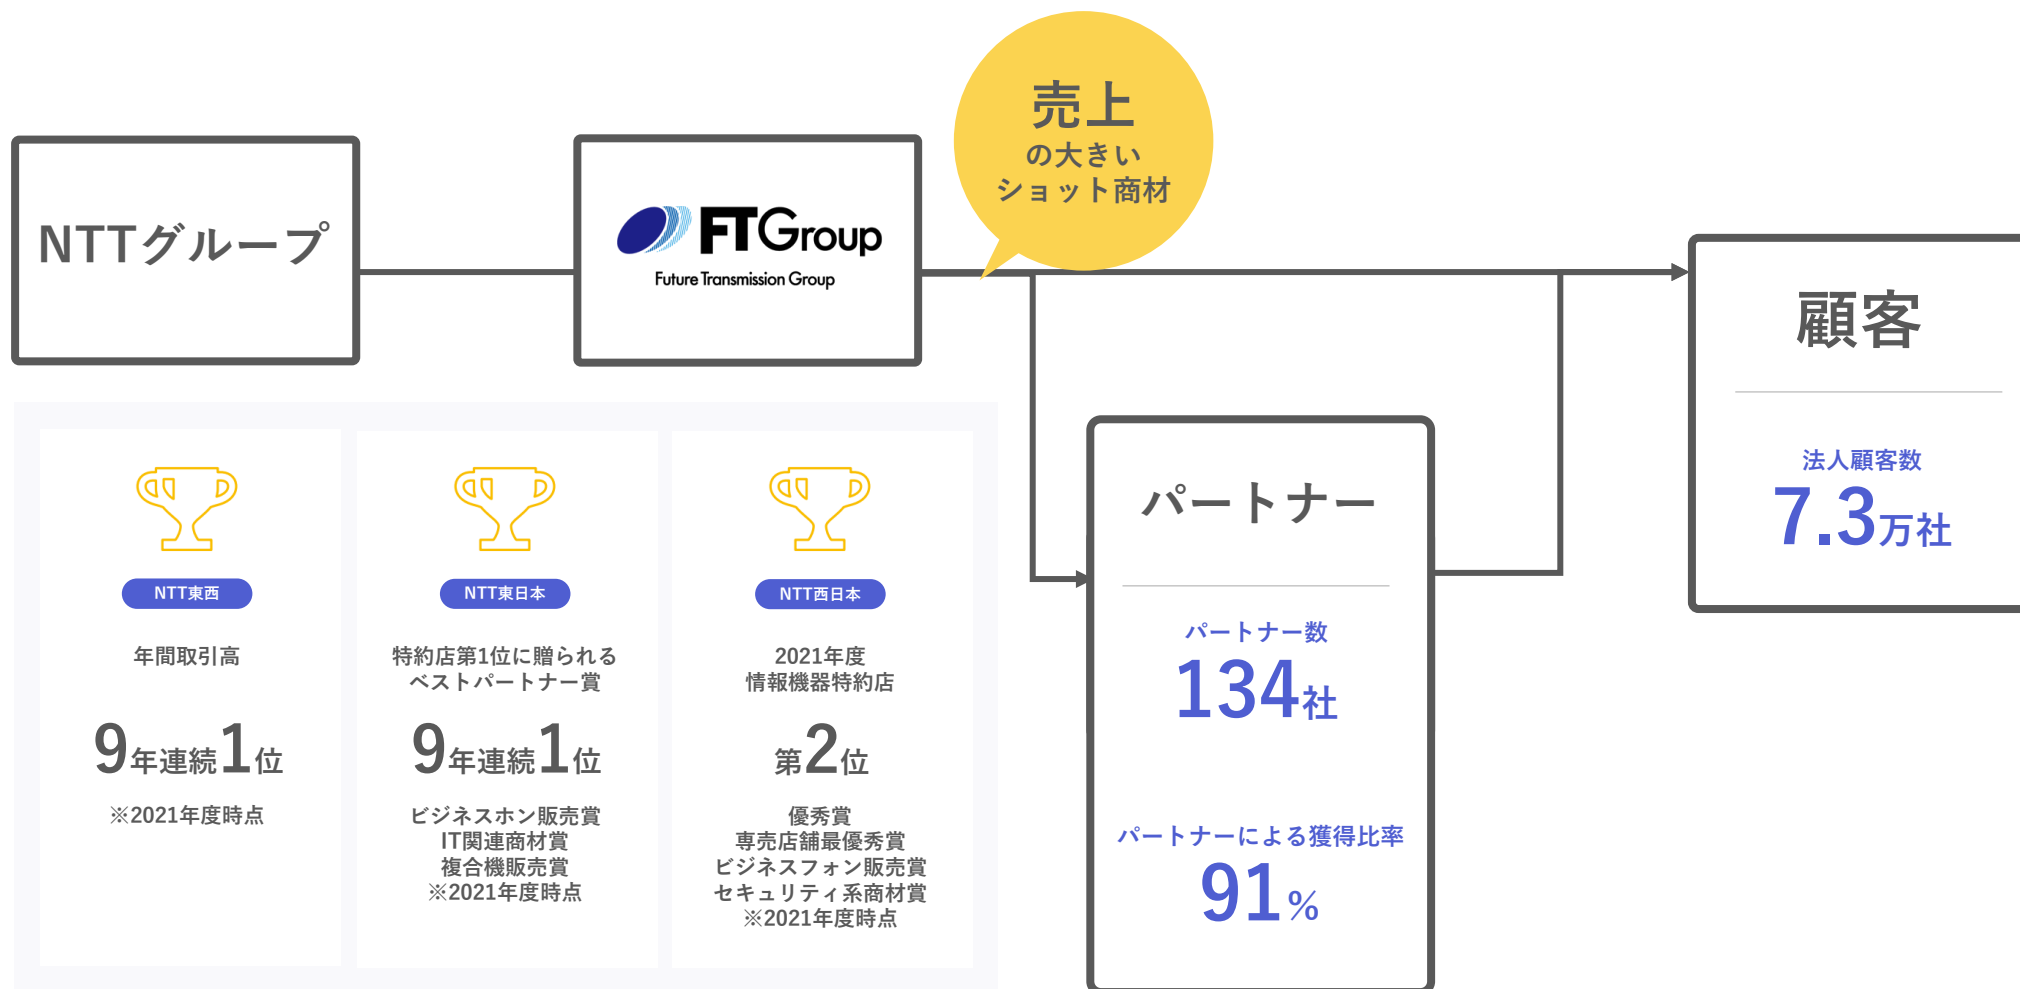 NTTグループ
FTGroup
Future Transmission Group
売上
の大きい
ショット商材
顧客
法人顧客数
7.3万社
パートナー
パートナー数
134社
パートナーによる獲得比率
91%
NTT東西
年間取引高
9年連続1位
※2021年度時点
NTT東日本
特約店第1位に贈られる
ベストパートナー賞
9年連続1位
ビジネスホン販売賞
IT関連商材賞
複合機販売賞
※2021年度時点
NTT西日本
2021年度
情報機器特約店
第2位
優秀賞
専売店舗最優秀賞
ビジネスフォン販売賞
セキュリティ系商材賞
※2021年度時点